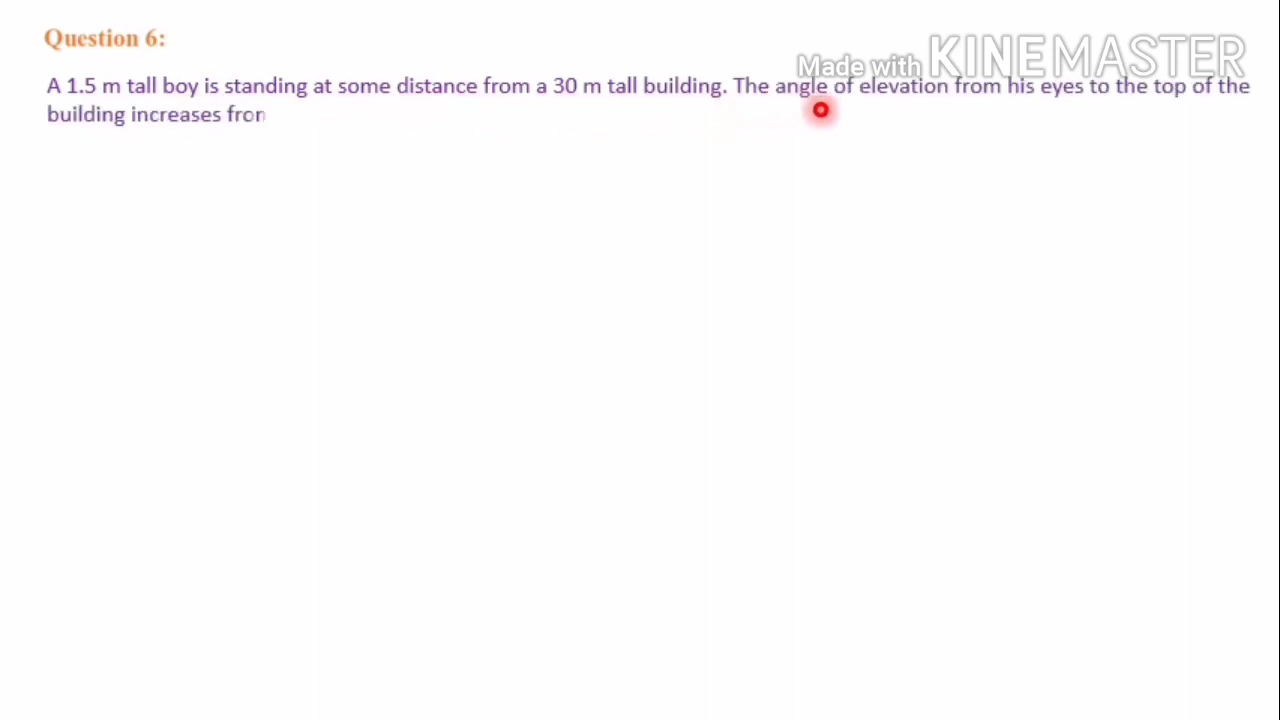 Question 6:
Made with KINEMASTER
A 1.5 m tall boy is standing at some distance from a 30 m tall building. The angle of elevation from his eyes to the top of the
building increases